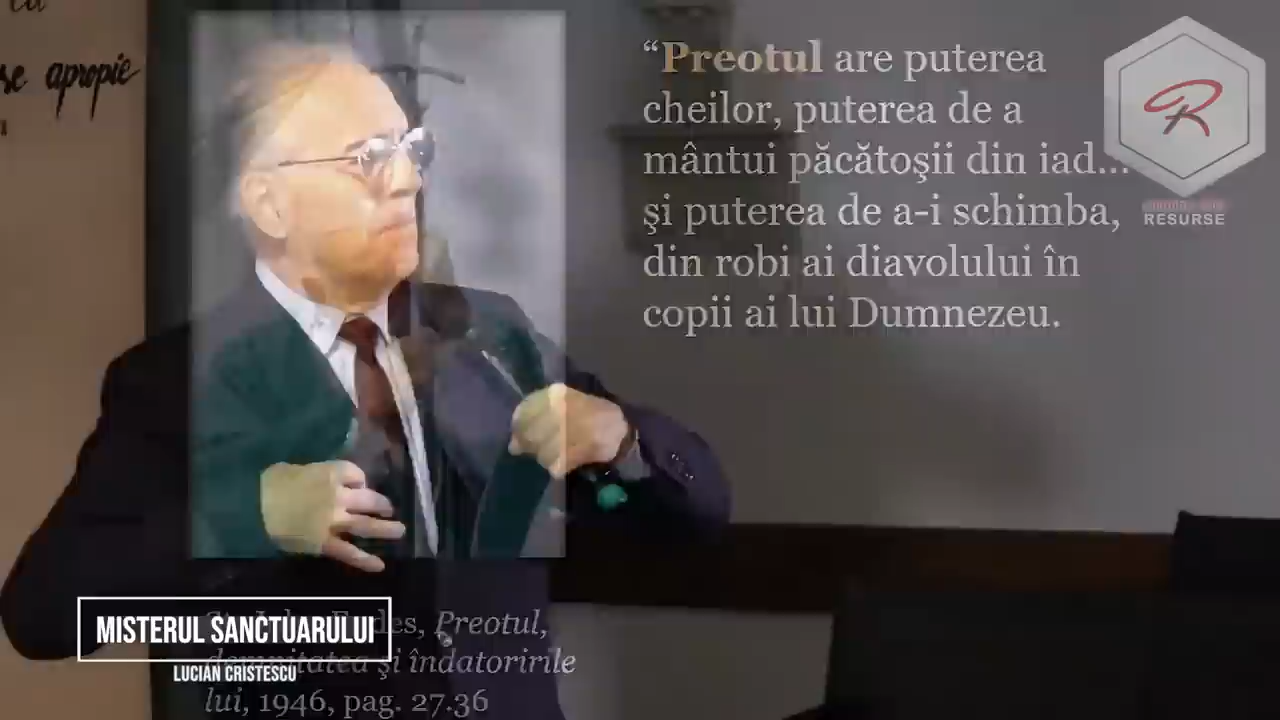 se apropie
“Preotul are puterea
cheilor, puterea de a
mântui păcătoşii din iad...
şi puterea de a-i schimba,
din robi ai diavolului în
copii ai lui Dumnezeu.
R
RESURSE
MISTERUL SANCTUARULUI
LUCIAN CRISTESCU
Preotul,
demnitatea şi îndatoririle
lui, 1946, pag. 27.36